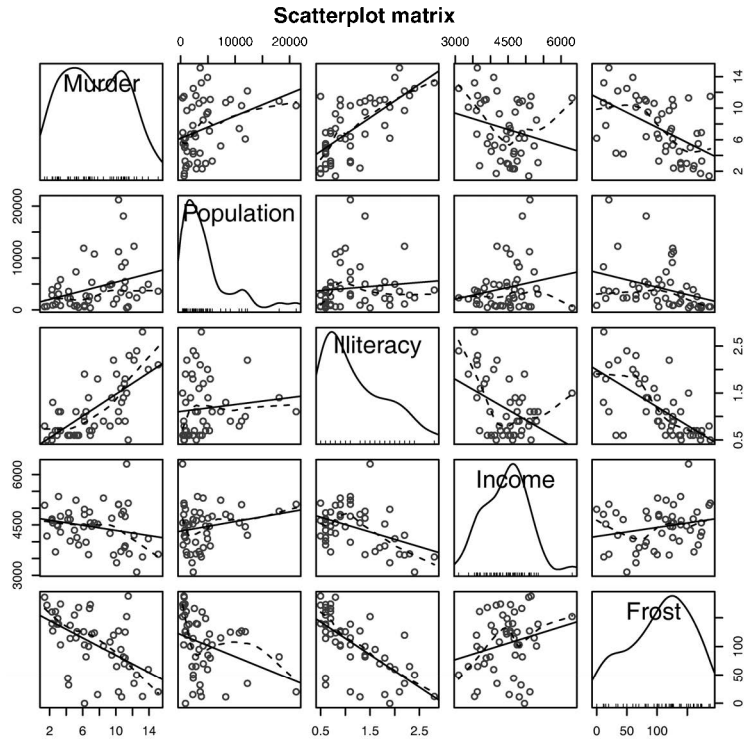 Scatterplot matrix
0 10000 20000 3000 4500 6000
Murder
2 6 10 14
Population
0 10000 20000
Illiteracy
0.5 1.5 2.5
Income
3000 4500 6000
Frost
0 50 100
2 6 10 14 0.5 1.5 2.5 0 50 100